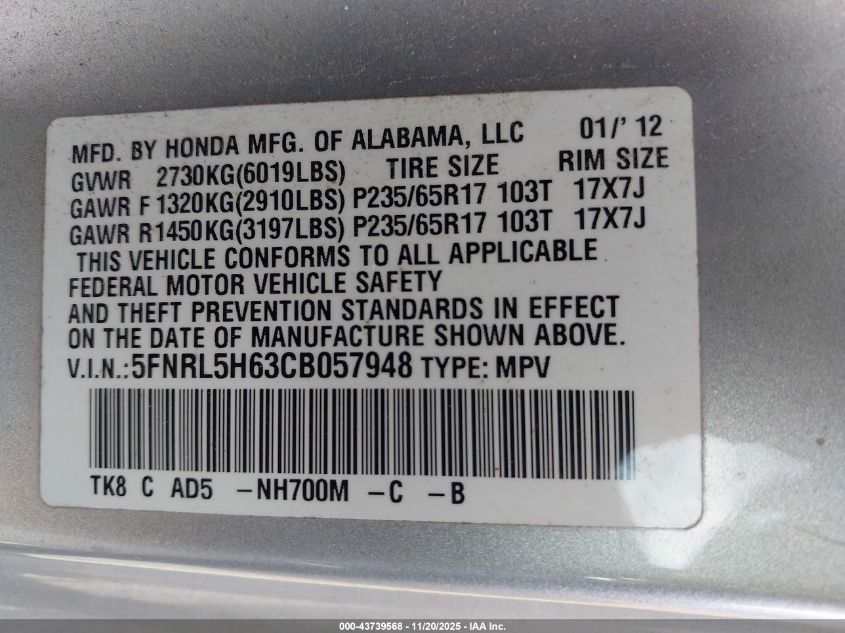 MFD. BY HONDA MFG. OF ALABAMA, LLC 01/' 12
GVWR 2730KG(6019LBS) TIRE SIZE RIM SIZE
GAWR F 1320KG(2910LBS) P235/65R17 103T 17X7J
GAWR R1450KG(3197LBS) P235/65R17 103T 17X7J
THIS VEHICLE CONFORMS TO ALL APPLICABLE
FEDERAL MOTOR VEHICLE SAFETY
AND THEFT PREVENTION STANDARDS IN EFFECT
ON THE DATE OF MANUFACTURE SHOWN ABOVE.
V.I.N.:5FNRL5H63CB057948 TYPE: MPV
TK8 C AD5 -NH700M -C -B
000-43739568 - 11/20/2025 - IAA Inc.